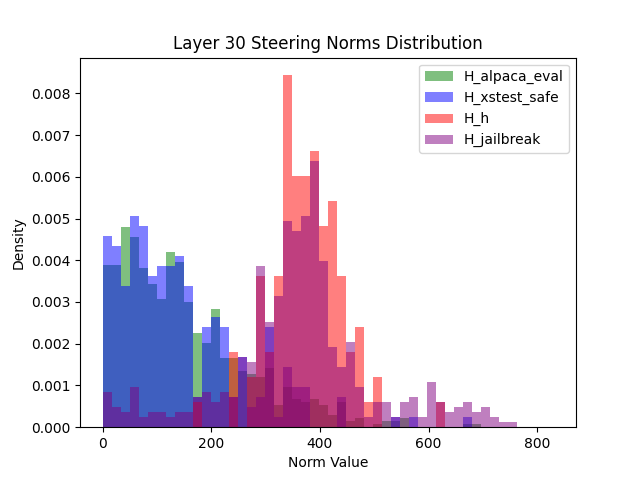 Layer 30 Steering Norms Distribution
H_alpaca_eval
H_xstest_safe
H_h
H_jailbreak
Density
0.008
0.007
0.006
0.005
0.004
0.003
0.002
0.001
0.000
0
200
400
600
800
Norm Value